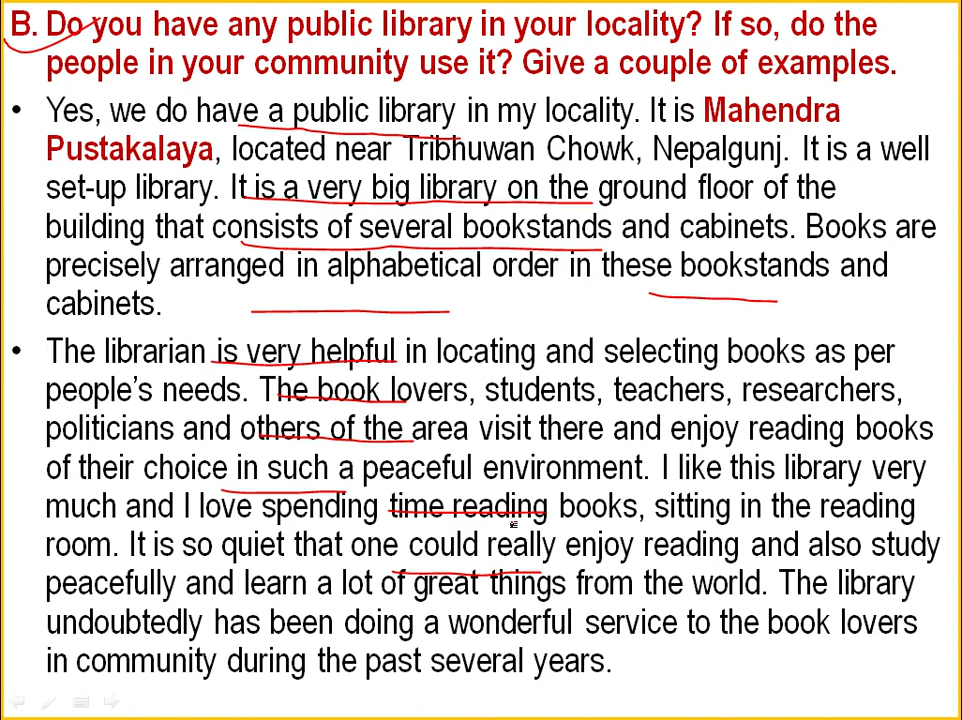 B. Do you have any public library in your locality? If so, do the
people in your community use it? Give a couple of examples.
• Yes, we do have a public library in my locality. It is Mahendra
Pustakalaya, located near Tribhuwan Chowk, Nepalgunj. It is a well
set-up library. It is a very big library on the ground floor of the
building that consists of several bookstands and cabinets. Books are
precisely arranged in alphabetical order in these bookstands and
cabinets.
• The librarian is very helpful in locating and selecting books as per
people's needs. The book lovers, students, teachers, researchers,
politicians and others of the area visit there and enjoy reading books
of their choice in such a peaceful environment. I like this library very
much and I love spending time reading books, sitting in the reading
room. It is so quiet that one could really enjoy reading and also study
peacefully and learn a lot of great things from the world. The library
undoubtedly has been doing a wonderful service to the book lovers
in community during the past several years.